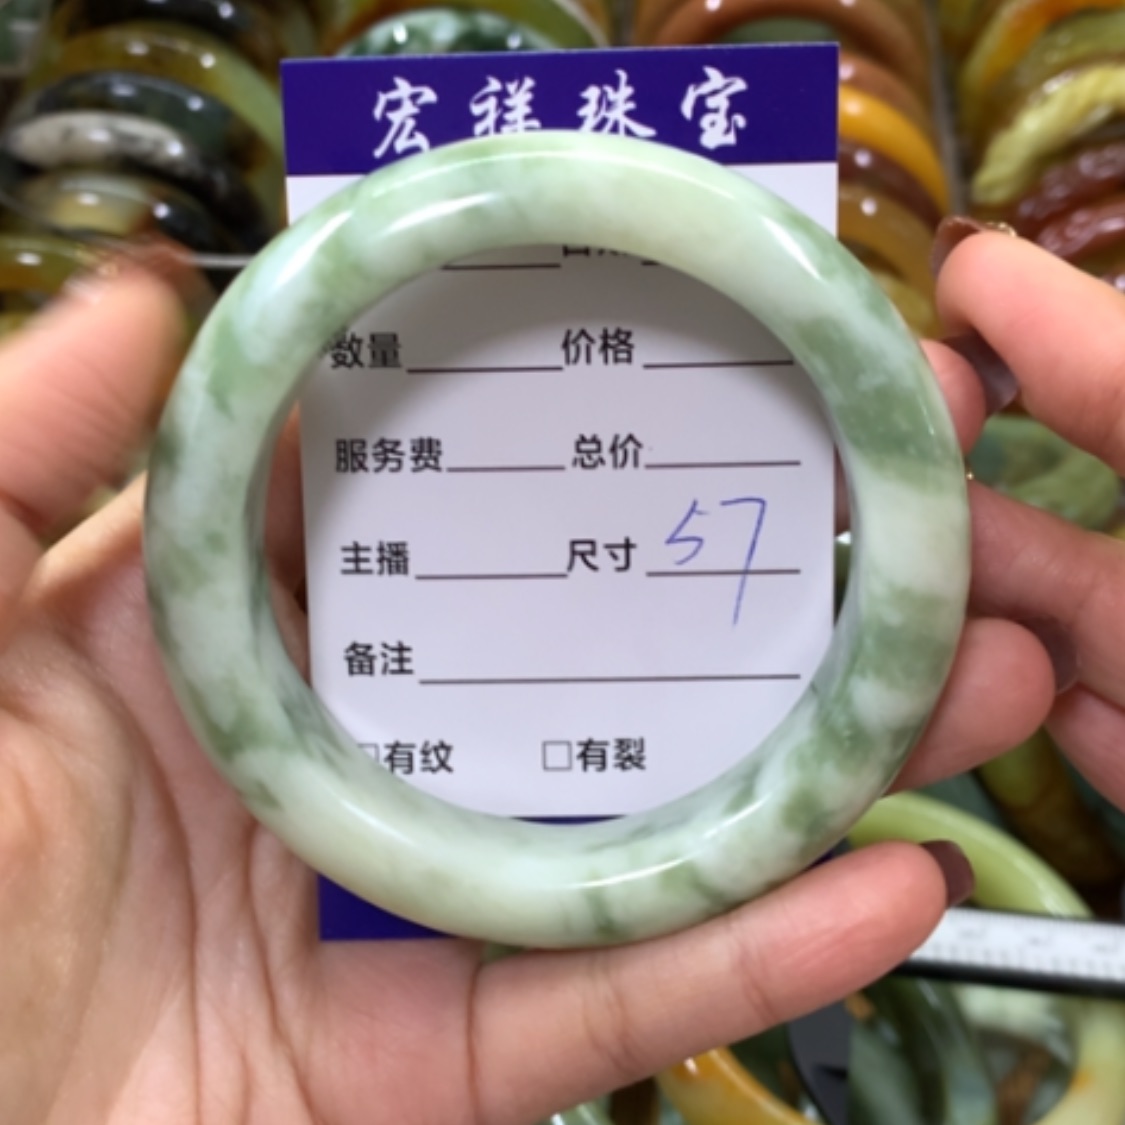 宏祥珠宝
数量 价格
服务费 总价
主播 尺寸 57
备注
□有纹 □有裂